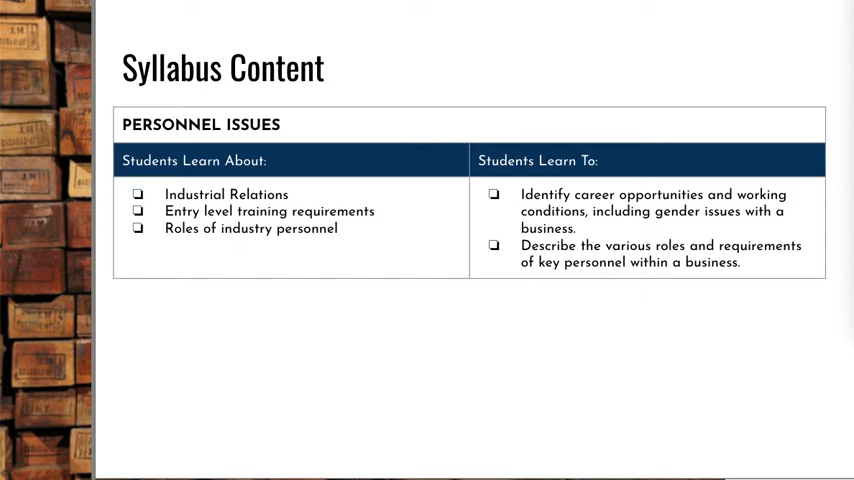 Syllabus Content
PERSONNEL ISSUES
Students Learn About:
Students Learn To:
❏ Industrial Relations
❏ Entry level training requirements
❏ Roles of industry personnel
❏ Identify career opportunities and working
conditions, including gender issues with a
business.
❏ Describe the various roles and requirements
of key personnel within a business.